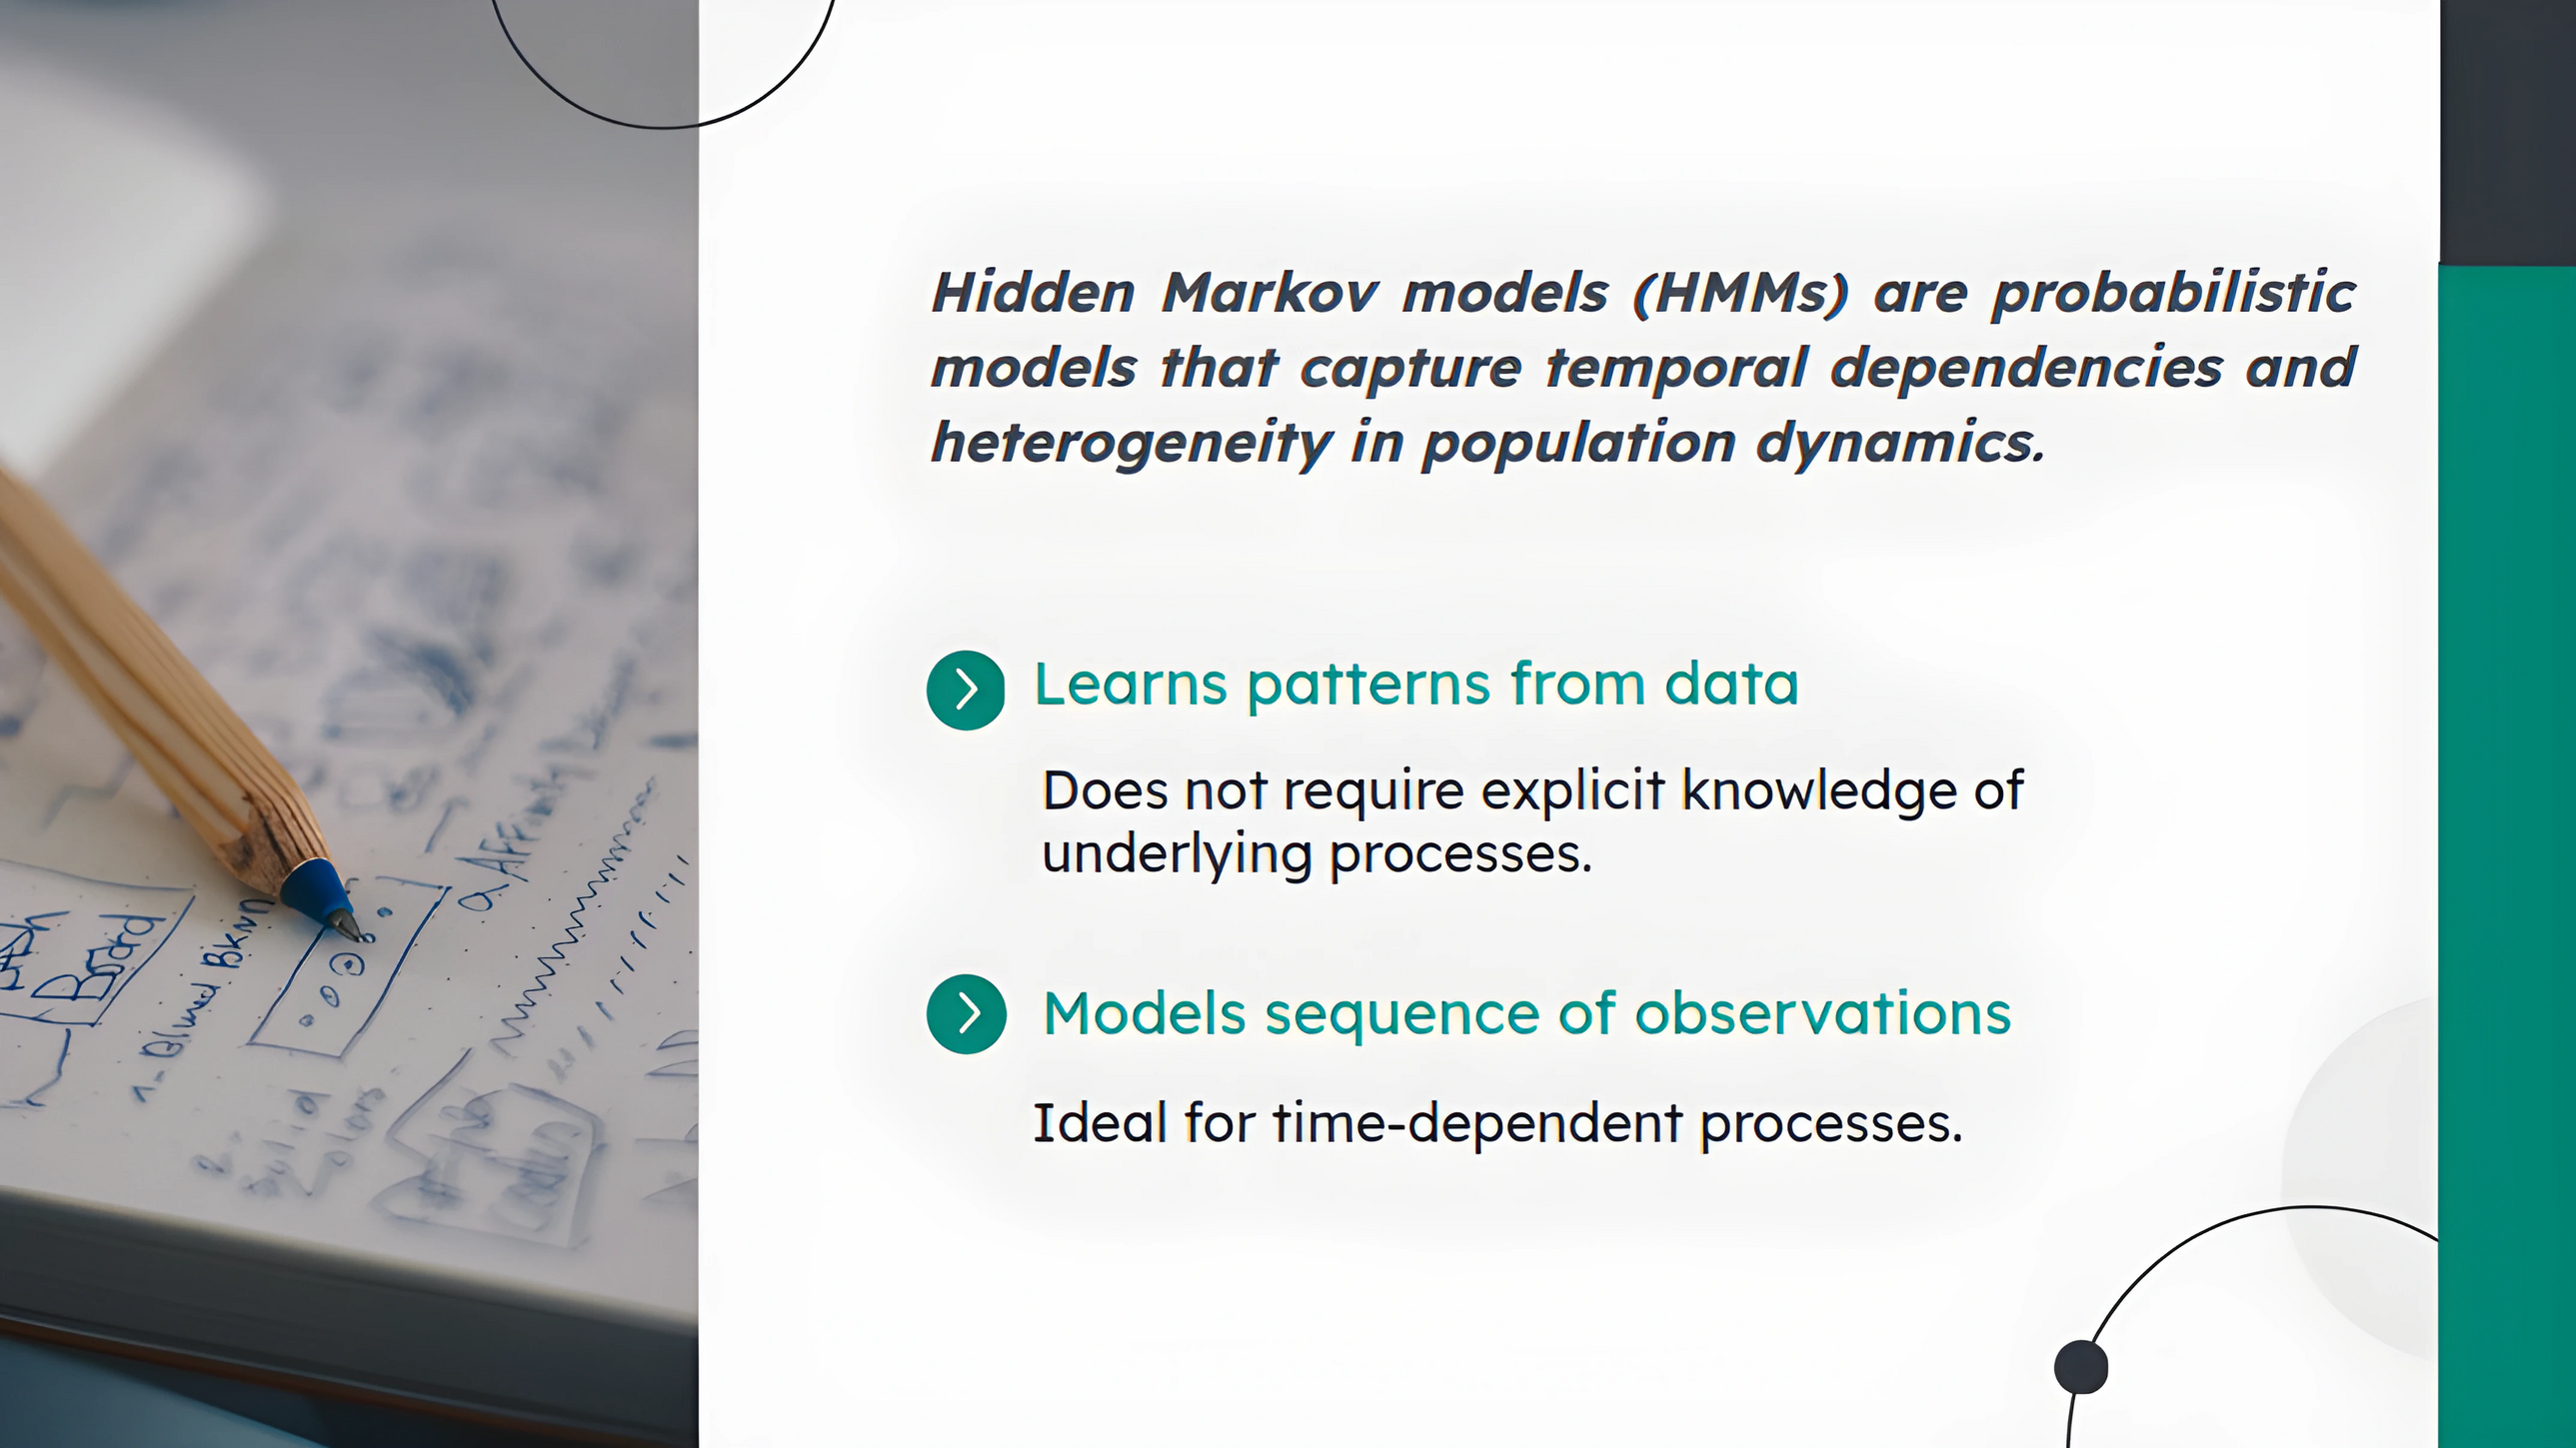 Hidden Markov models (HMMs) are probabilistic
models that capture temporal dependencies and
heterogeneity in population dynamics.
Learns patterns from data
Does not require explicit knowledge of
underlying processes.
Models sequence of observations
Ideal for time-dependent processes.
Board